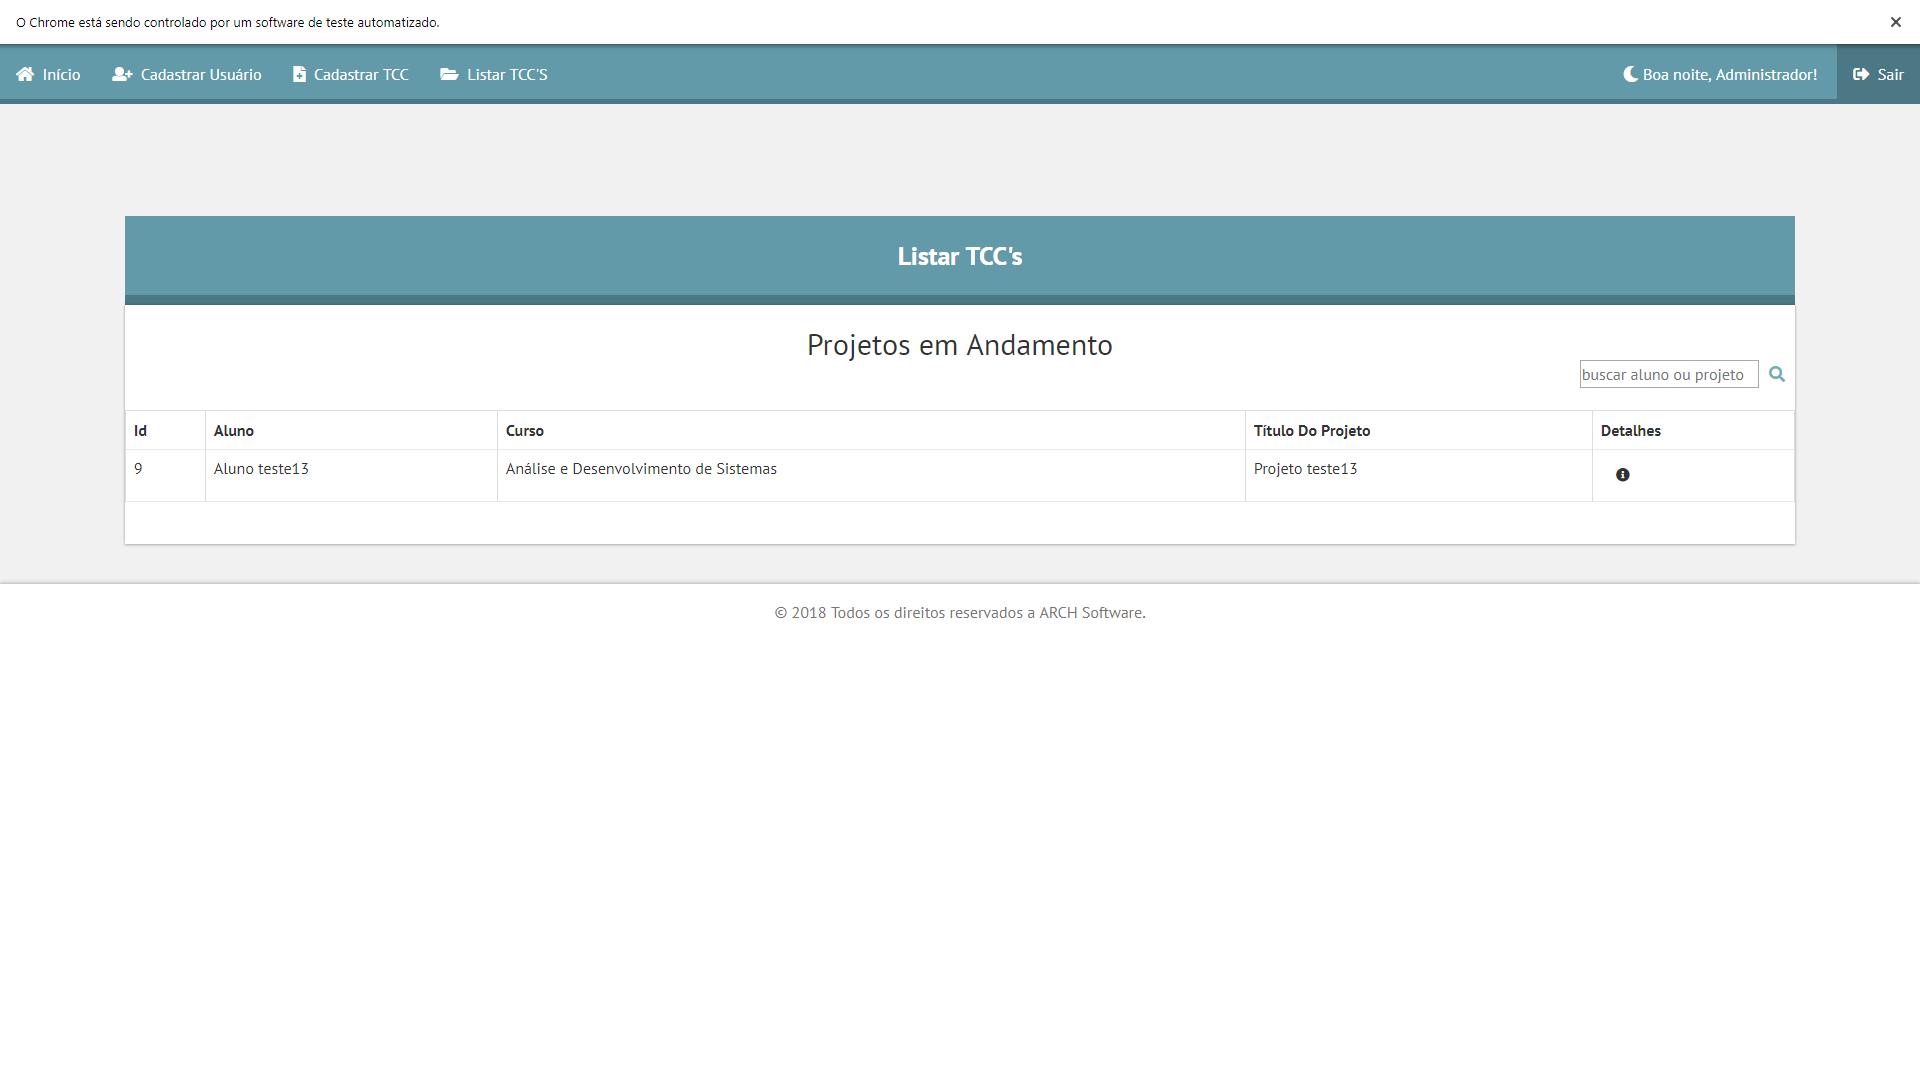 O Chrome está sendo controlado por um software de teste automatizado.
Início Cadastrar Usuário Cadastrar TCC Listar TCC'S Boa noite, Administrador! Sair
Listar TCC's
Projetos em Andamento
buscar aluno ou projeto
Id Aluno Curso Título Do Projeto Detalhes
9 Aluno teste13 Análise e Desenvolvimento de Sistemas Projeto teste13
© 2018 Todos os direitos reservados a ARCH Software.